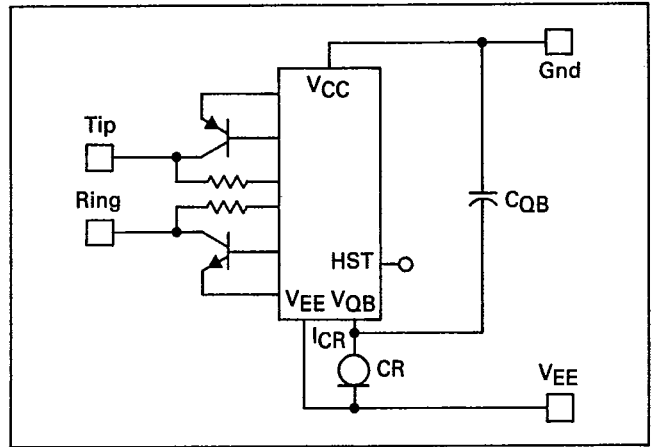 Gnd
VCC
Tip
Ring
CQB
HST
VEE VQB
ICR
CR
VEE